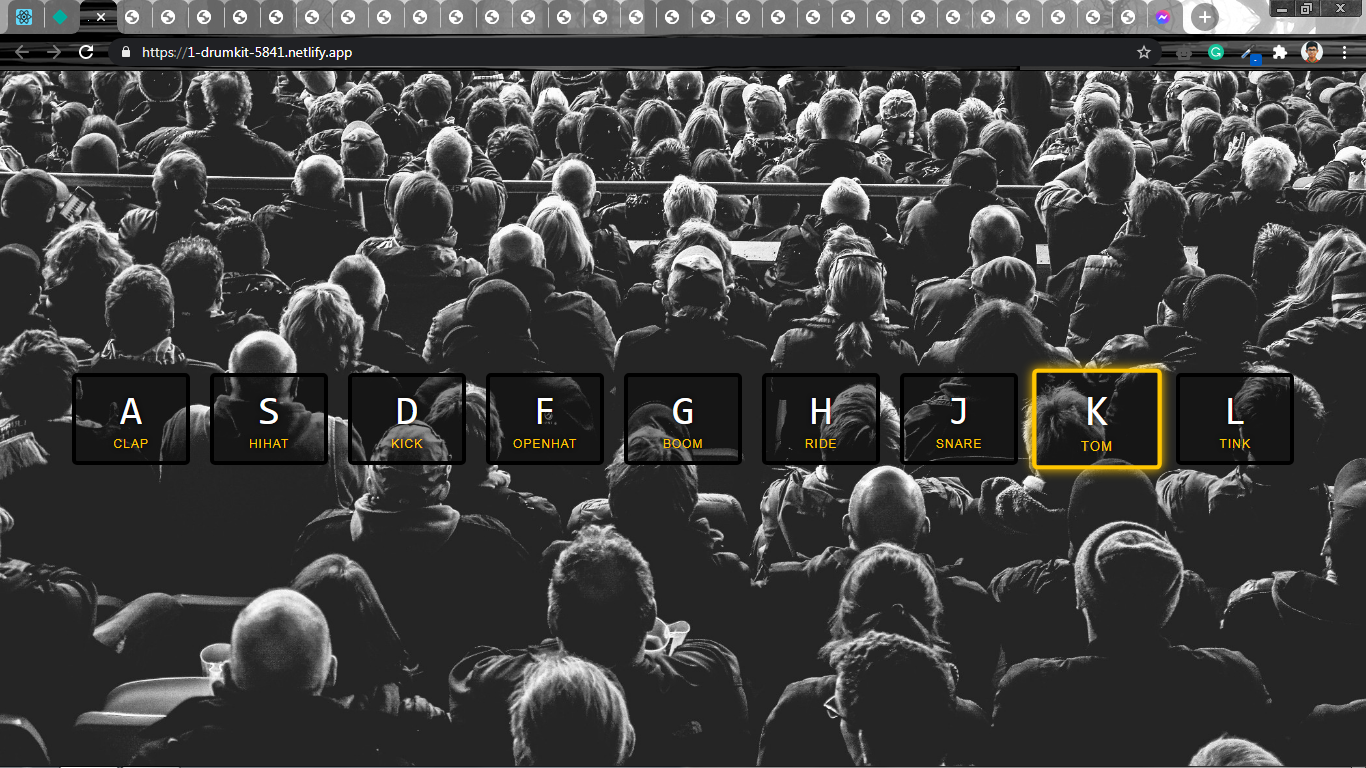 https://1-drumkit-5841.netlify.app
A S D F G H J K L
CLAP HIHAT KICK OPENHAT BOOM RIDE SNARE TOM TINK